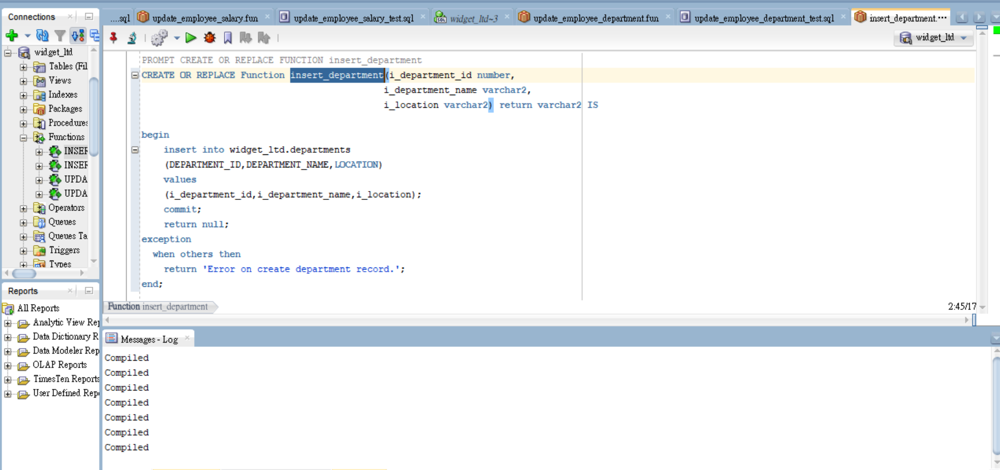 Connections
....sql
update_employee_salary.fun
update_employee_salary_test.sql
widget_ltd~3
update_employee_department.fun
update_employee_department_test.sql
insert_department.···
widget_ltd
widget_ltd
Tables (Fil
Views
Indexes
Packages
Procedures
Functions
INSER
INSER
UPDA
UPDA
Operators
Queues
Queues Ta
Triggers
Types
PROMPT CREATE OR REPLACE FUNCTION insert_department
CREATE OR REPLACE Function insert_department(i_department_id number,
i_department_name varchar2,
i_location varchar2) return varchar2 IS
begin
insert into widget_ltd.departments
(DEPARTMENT_ID,DEPARTMENT_NAME,LOCATION)
values
(i_department_id,i_department_name,i_location);
commit;
return null;
exception
when others then
return 'Error on create department record.';
end;
Function insert_department
2:45/17
Reports
All Reports
Analytic View Rep
Data Dictionary R
Data Modeler Rep
OLAP Reports
TimesTen Reports
User Defined Repo
Messages - Log
Compiled
Compiled
Compiled
Compiled
Compiled
Compiled
Compiled